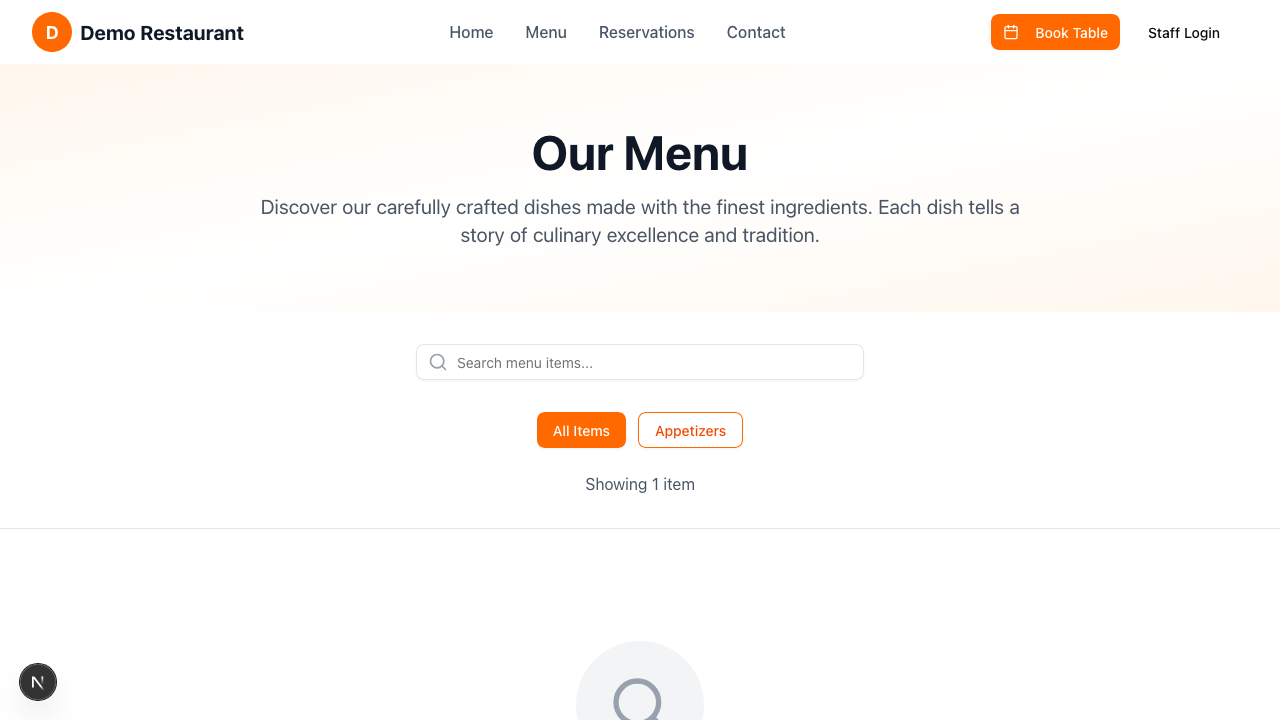 D
Demo Restaurant
Home
Menu
Reservations
Contact
Book Table
Staff Login
Our Menu
Discover our carefully crafted dishes made with the finest ingredients. Each dish tells a
story of culinary excellence and tradition.
Search menu items...
All Items
Appetizers
Showing 1 item
N